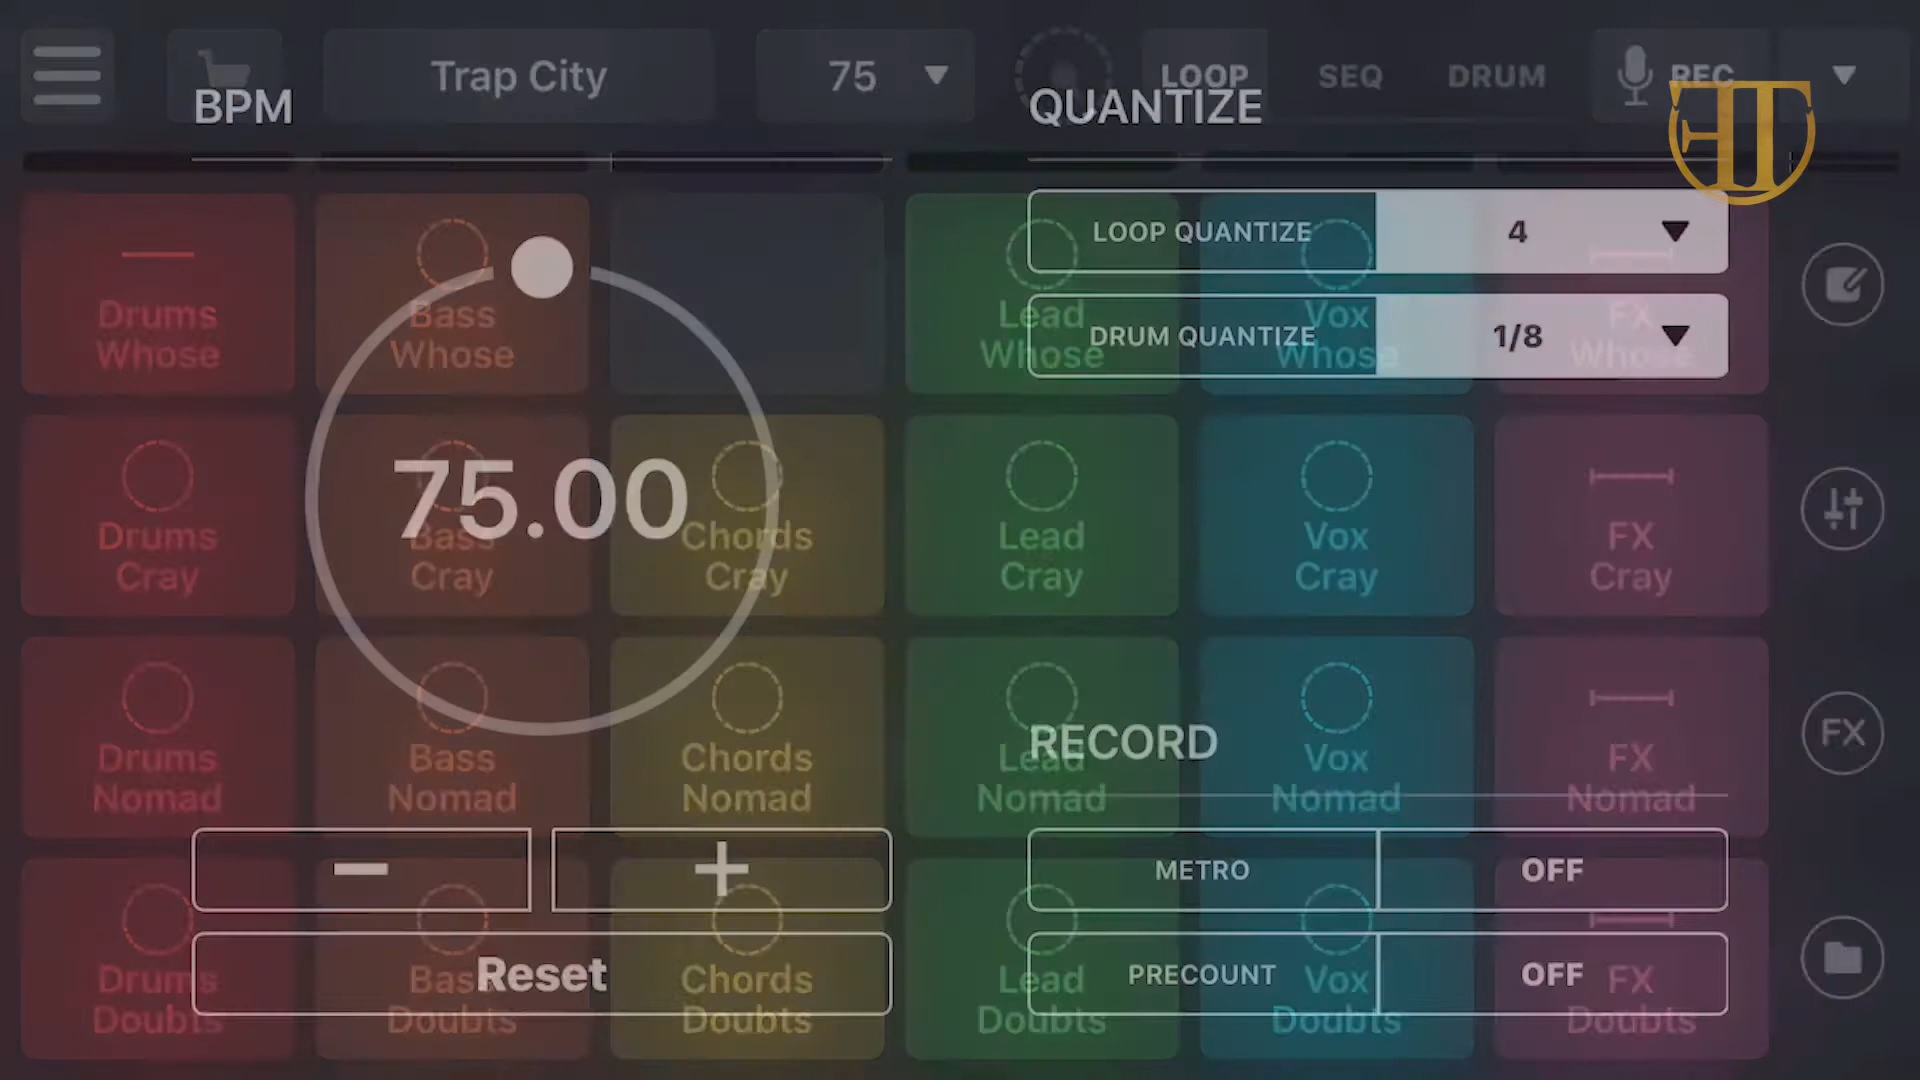 Trap City
75
LOOP
SEQ
DRUM
REC
BPM
QUANTIZE
LOOP QUANTIZE
4
DRUM QUANTIZE
1/8
Drums
Whose
Bass
Whose
Lead
Whose
Vox
Whose
FX
Whose
75.00
Drums
Cray
Bass
Cray
Chords
Cray
Lead
Cray
Vox
Cray
FX
Cray
RECORD
Drums
Nomad
Bass
Nomad
Chords
Nomad
Lead
Nomad
Vox
Nomad
FX
Nomad
FX
−
+
METRO
OFF
Reset
PRECOUNT
OFF
Drums
Doubts
Bass
Doubts
Chords
Doubts
Lead
Doubts
Vox
Doubts
FX
Doubts